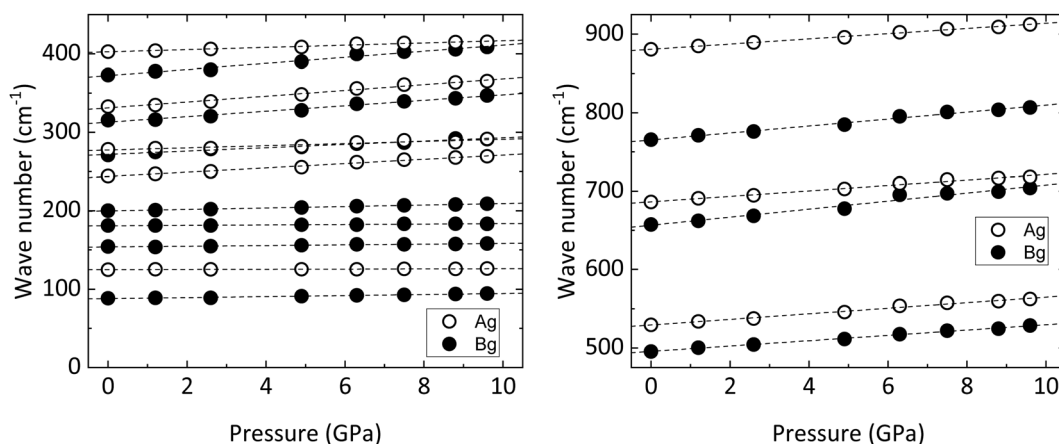 400
300
200
100
0
Wave number (cm⁻¹)
0 2 4 6 8 10
Pressure (GPa)
Ag
Bg
900
800
700
600
500
Wave number (cm⁻¹)
0 2 4 6 8 10
Pressure (GPa)
Ag
Bg